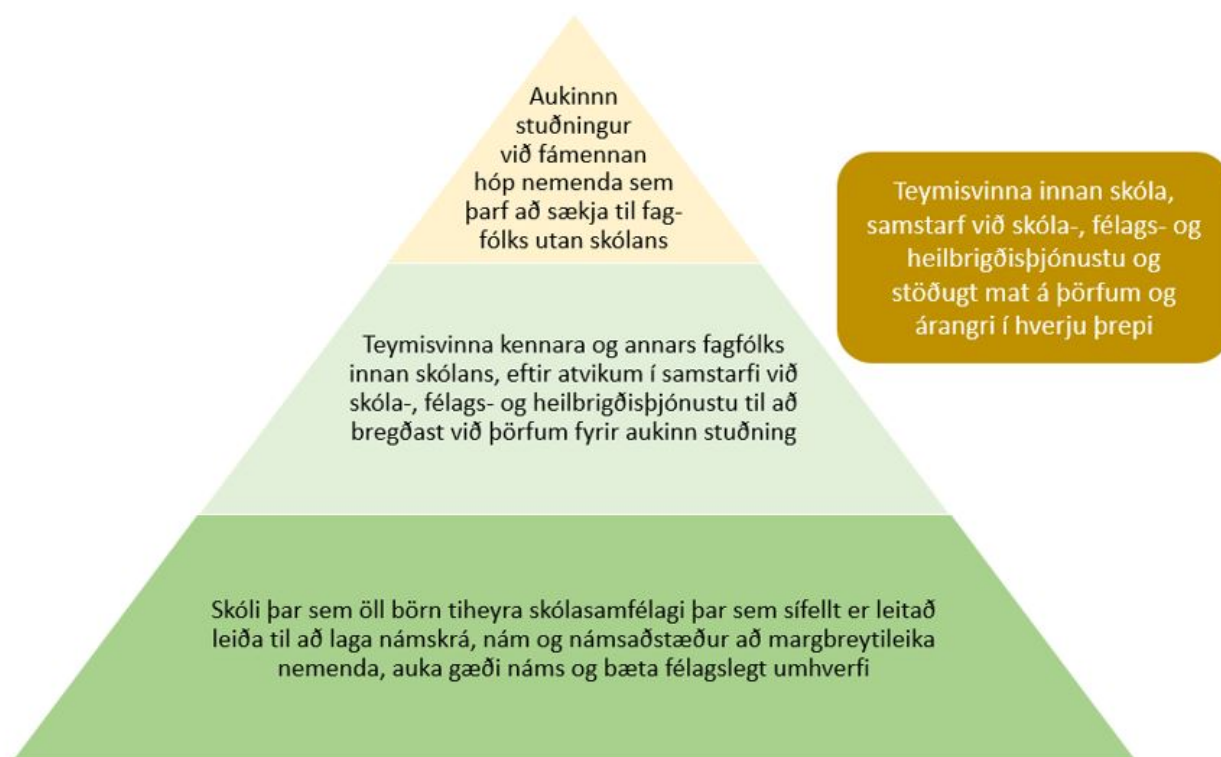 Aukinnn
stuðningur
við fámennan
hóp nemenda sem
þarf að sækja til fag-
fólks utan skólans
Teymisvinna innan skóla,
samstarf við skóla-, félags- og
heilbrigðisþjónustu og
stöðugt mat á þörfum og
árangri í hverju þrepi
Teymisvinna kennara og annars fagfólks
innan skólans, eftir atvikum í samstarfi við
skóla-, félags- og heilbrigðisþjónustu til að
bregðast við þörfum fyrir aukinn stuðning
Skóli þar sem öll börn tiheyra skólasamfélagi þar sem sífellt er leitað
leiða til að laga námskrá, nám og námsaðstæður að margbreytileika
nemenda, auka gæði náms og bæta félagslegt umhverfi